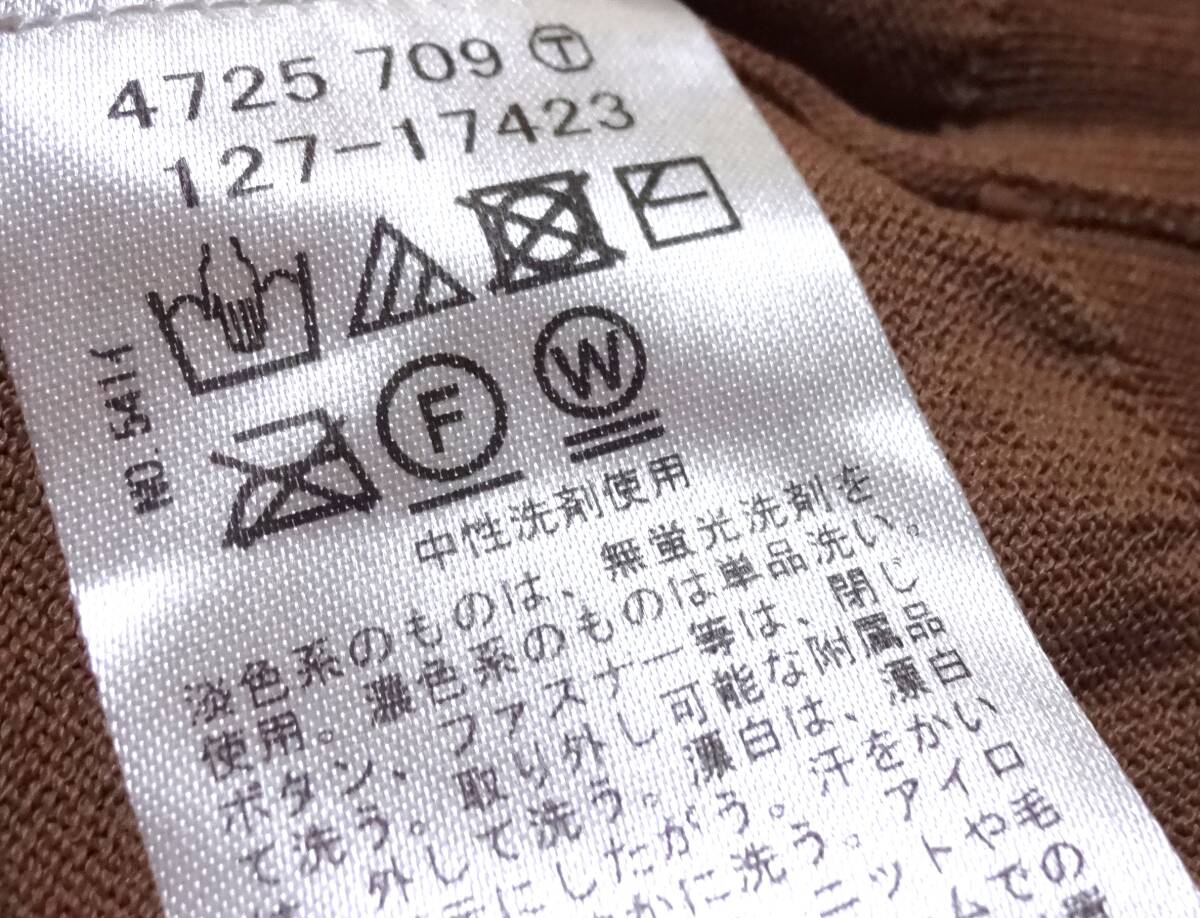 4725 709 Ⓣ
127-17423
NO. 5417
F
W
中性洗剤使用
淡色系のものは、無蛍光洗剤を
使用。濃色系のものは単品洗い。
ボタン、ファスナー等は、閉じ
て洗う。取り外し可能な附属品
は、外して洗う。漂白は、漂白
にしたがう。汗をかい
に洗う。アイロ
ニットや毛
での